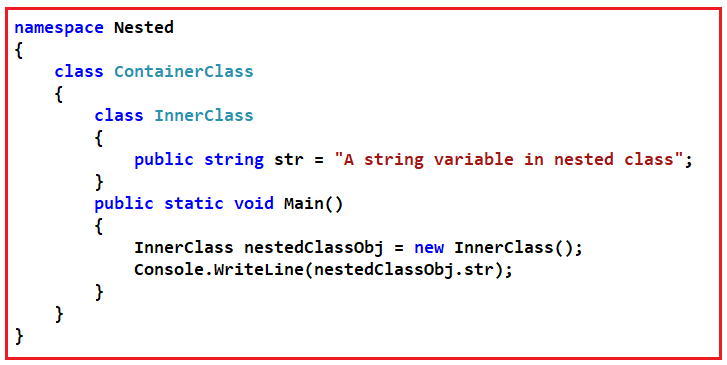 namespace Nested
{
    class ContainerClass
    {
        class InnerClass
        {
            public string str = "A string variable in nested class";
        }
        public static void Main()
        {
            InnerClass nestedClassObj = new InnerClass();
            Console.WriteLine(nestedClassObj.str);
        }
    }
}